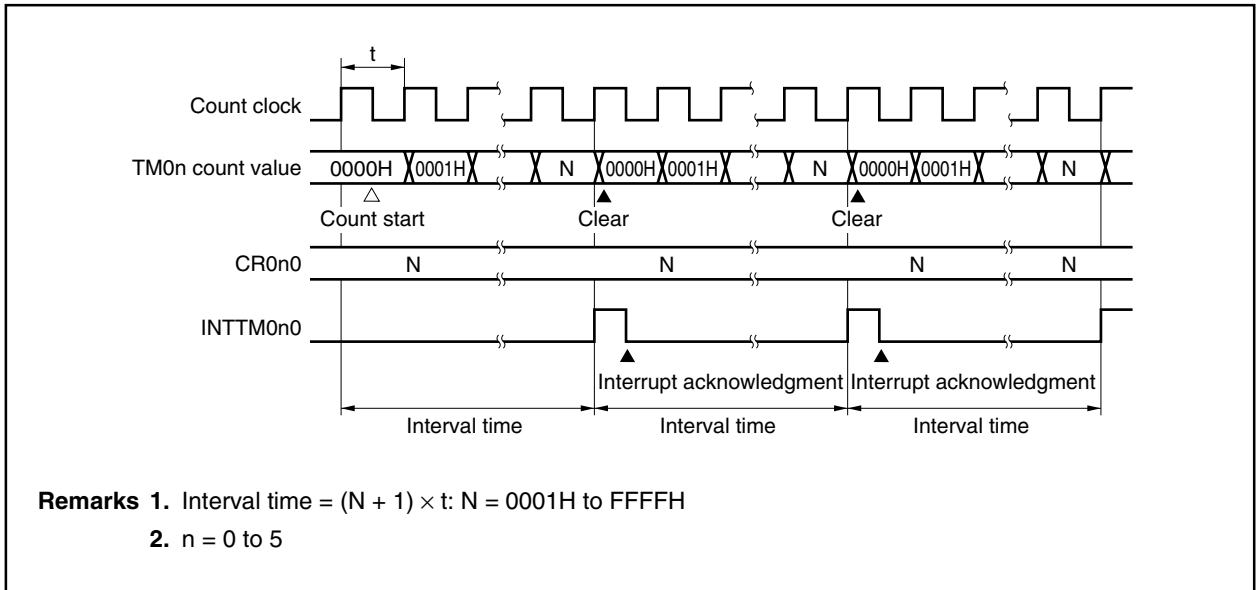 t
Count clock
TM0n count value 0000H 0001H N 0000H 0001H N 0000H 0001H N
Count start Clear Clear
CR0n0 N N N N
INTTM0n0
Interrupt acknowledgment Interrupt acknowledgment
Interval time Interval time Interval time
Remarks 1. Interval time = (N + 1) × t: N = 0001H to FFFFH
2. n = 0 to 5